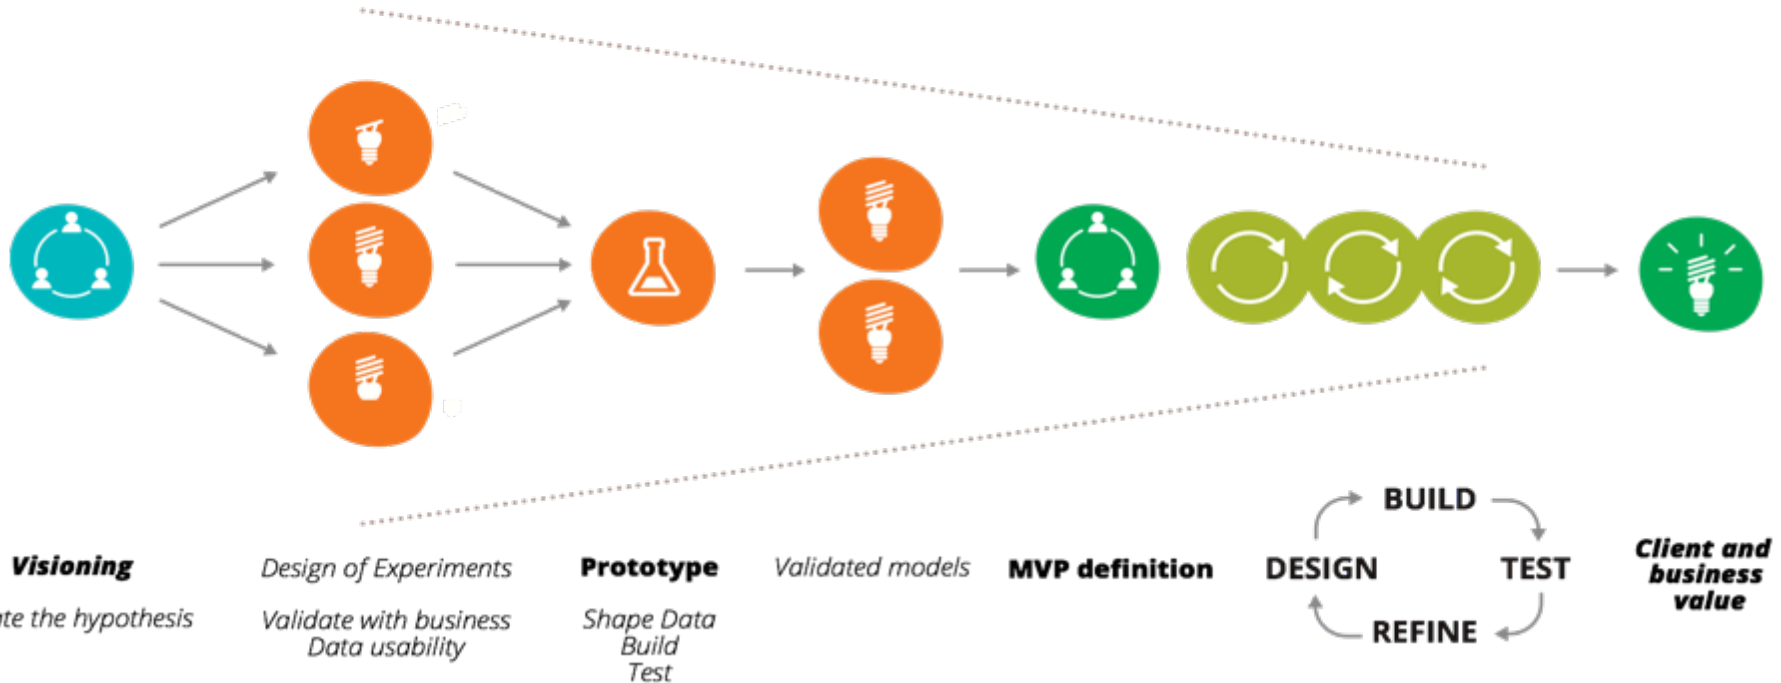 Visioning
the hypothesis
Design of Experiments
Validate with business
Data usability
Prototype
Shape Data
Build
Test
Validated models
MVP definition
BUILD
DESIGN
TEST
REFINE
Client and
business
value